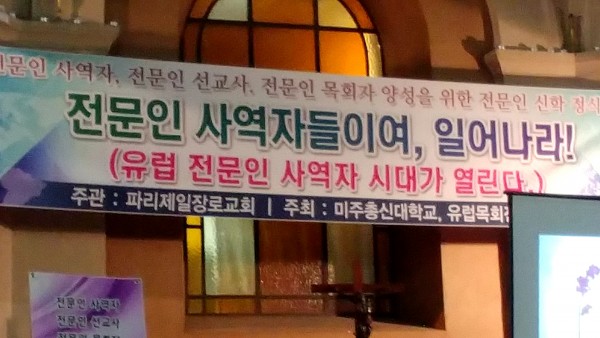 전문인 사역자, 전문인 선교사, 전문인 목회자 양성을 위한 전문인 신학
전문인 사역자들이여, 일어나라!
(유럽 전문인 사역자 시대가 열린다.)
주관 : 파리제일장로교회 | 주최 : 미주총신대학교,
전문인 사역자
전문인 선교사
전문인